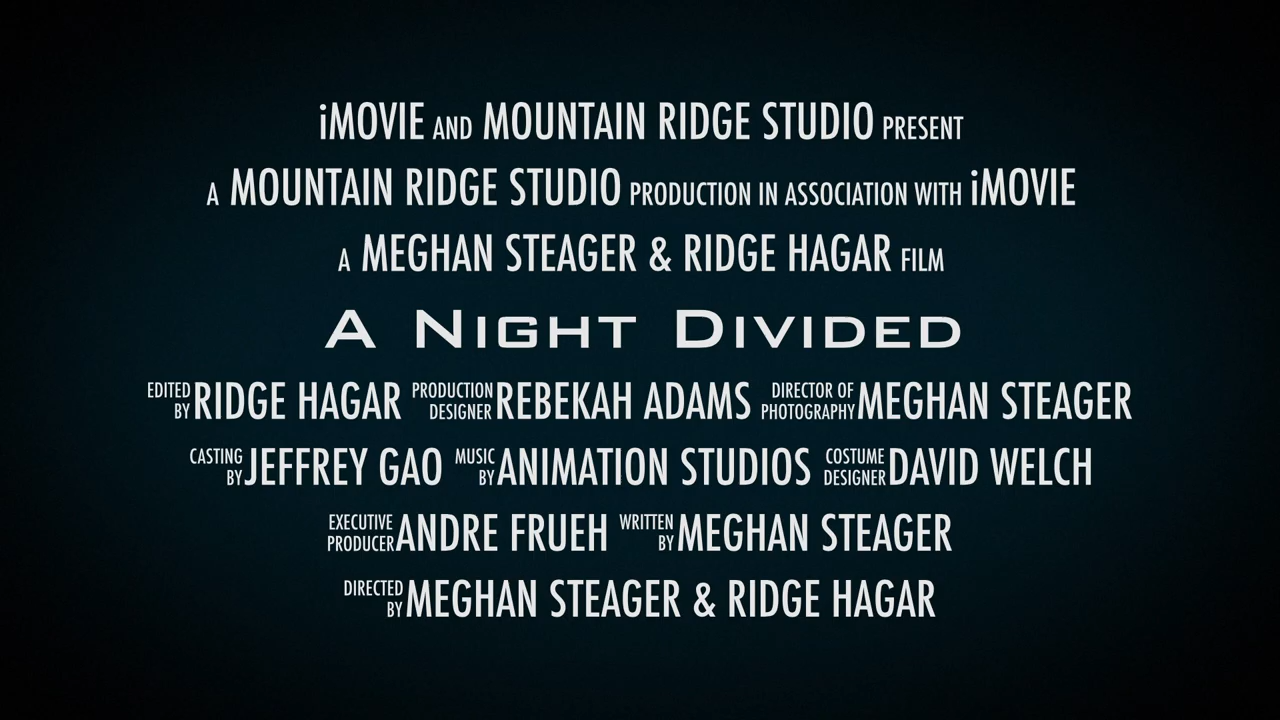 iMOVIE AND MOUNTAIN RIDGE STUDIO PRESENT
A MOUNTAIN RIDGE STUDIO PRODUCTION IN ASSOCIATION WITH iMOVIE
A MEGHAN STEAGER & RIDGE HAGAR FILM
A NIGHT DIVIDED
EDITED BY RIDGE HAGAR PRODUCTION DESIGNER REBEKAH ADAMS DIRECTOR OF PHOTOGRAPHY MEGHAN STEAGER
CASTING BY JEFFREY GAO MUSIC BY ANIMATION STUDIOS COSTUME DESIGNER DAVID WELCH
EXECUTIVE PRODUCER ANDRE FRUEH WRITTEN BY MEGHAN STEAGER
DIRECTED BY MEGHAN STEAGER & RIDGE HAGAR